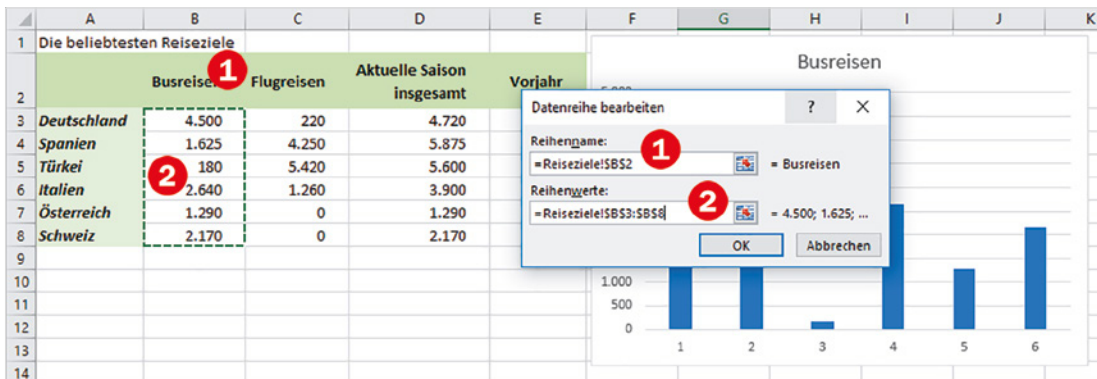 A B C D E F G H I J K
1 Die beliebtesten Reiseziele
2 Busreisen 1 Flugreisen Aktuelle Saison insgesamt Vorjahr
3 Deutschland 4.500 220 4.720
4 Spanien 1.625 4.250 5.875
5 Türkei 180 5.420 5.600
6 Italien 2 2.640 1.260 3.900
7 Österreich 1.290 0 1.290
8 Schweiz 2.170 0 2.170
9
10
11
12
13
14
Busreisen
Datenreihe bearbeiten ? ×
Reihenname: 1
=Reiseziele!$B$2 = Busreisen
Reihenwerte: 2
=Reiseziele!$B$3:$B$8 = 4.500; 1.625; ...
OK Abbrechen
1.000
500
0
1 2 3 4 5 6